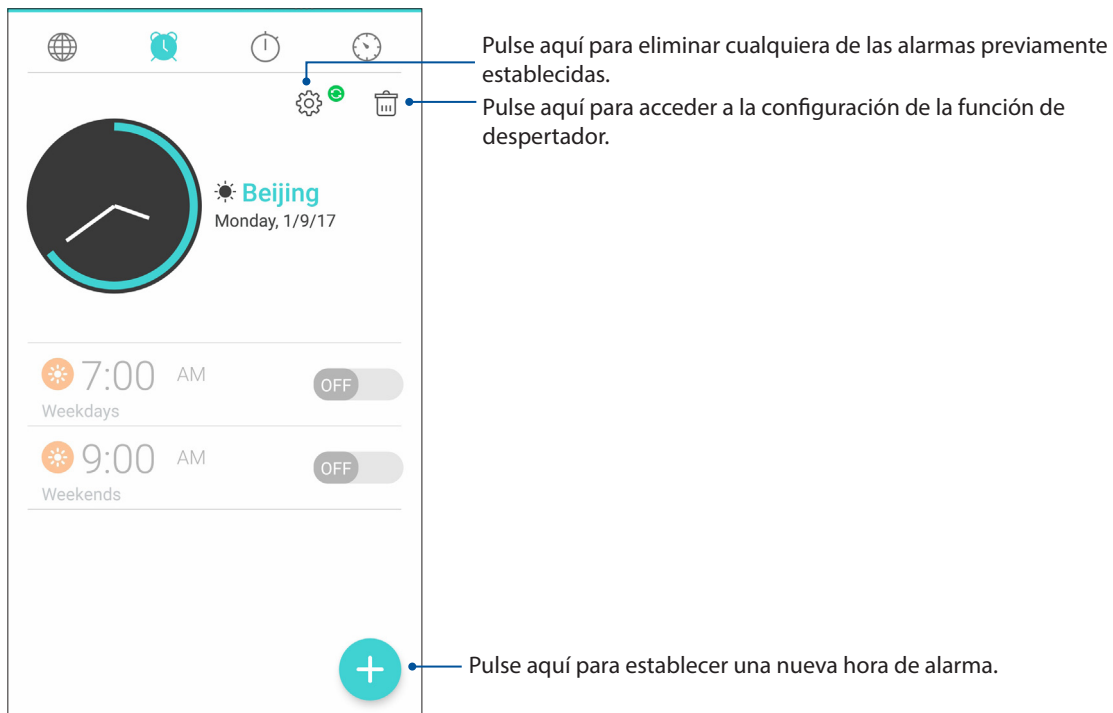 Pulse aquí para eliminar cualquiera de las alarmas previamente
establecidas.
Pulse aquí para acceder a la configuración de la función de
despertador.
Beijing
Monday, 1/9/17
7:00 AM
OFF
Weekdays
9:00 AM
OFF
Weekends
Pulse aquí para establecer una nueva hora de alarma.